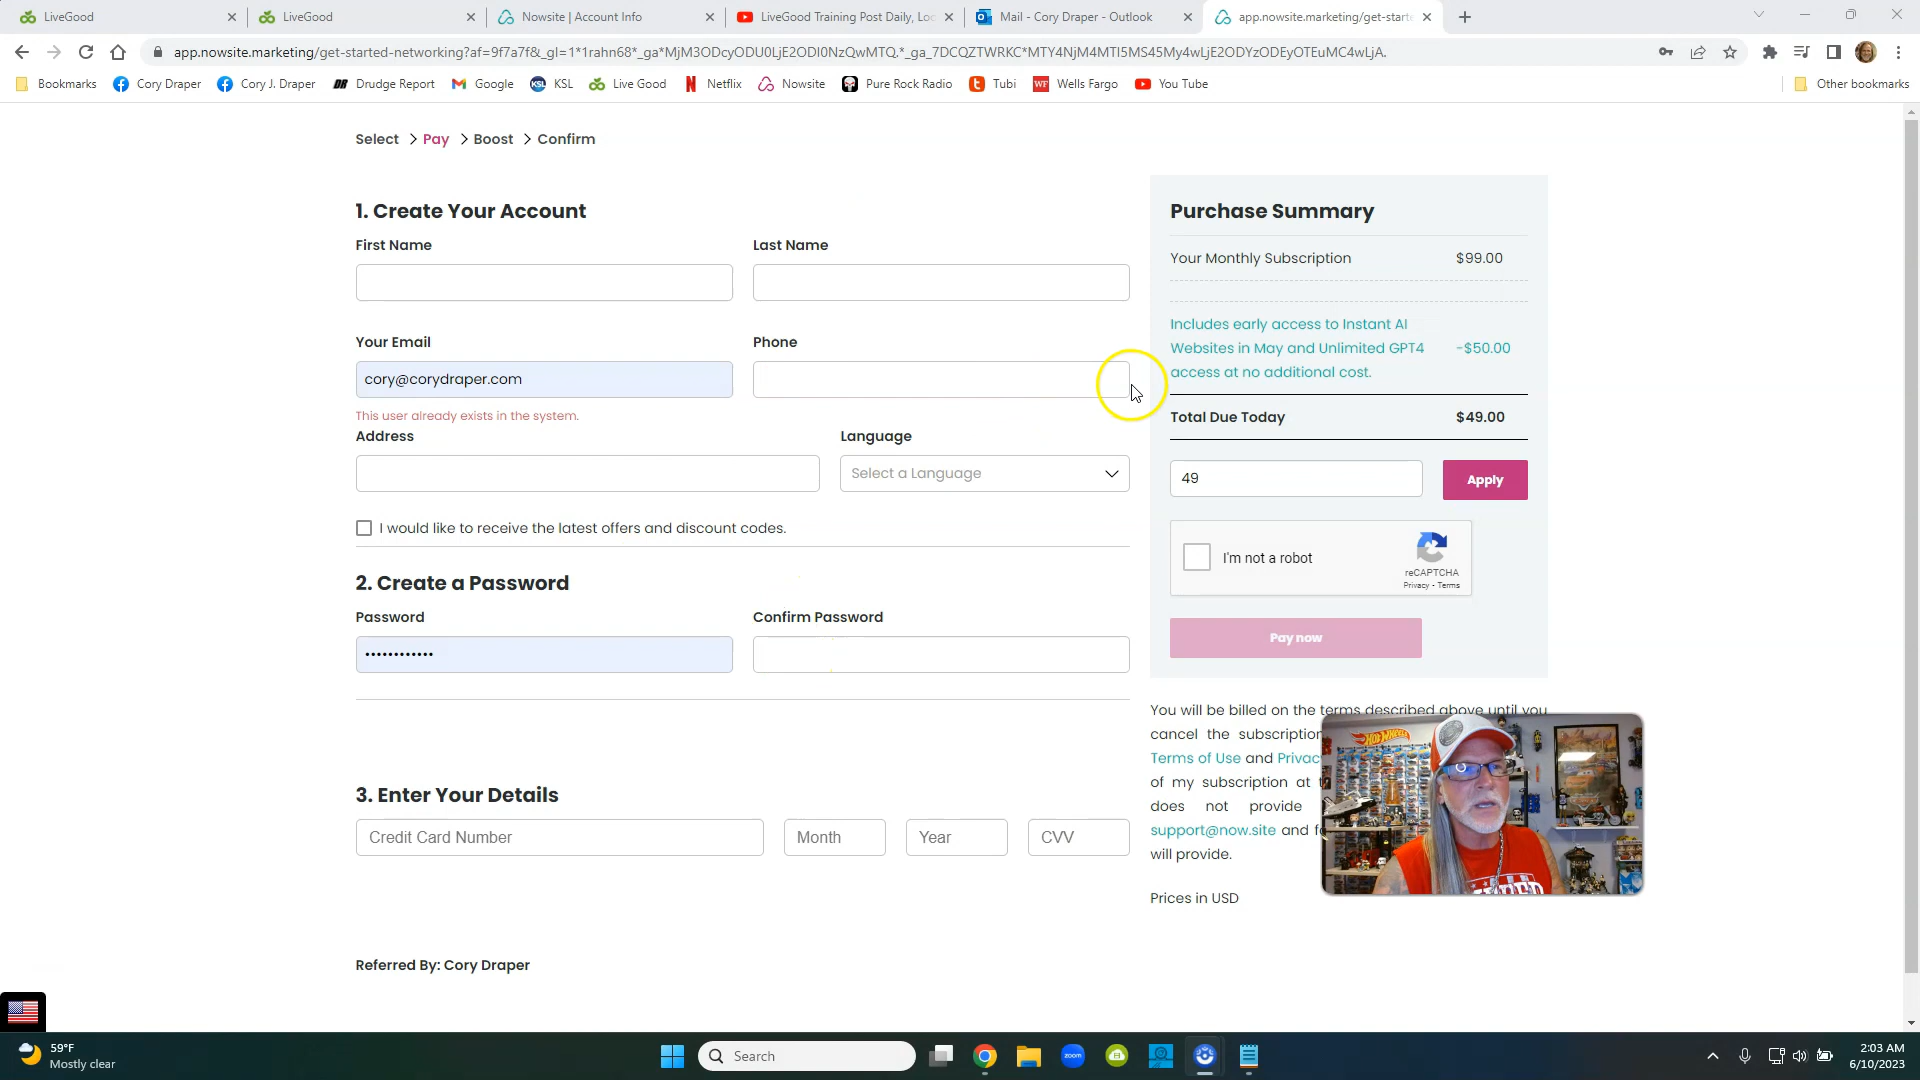 LiveGood
LiveGood
Nowsite | Account Info
LiveGood Training Post Daily, Loc
Mail - Cory Draper - Outlook
app.nowsite.marketing/get-starte
app.nowsite.marketing/get-started-networking?af=9f7a7f&_gl=1*1rahn68*_ga*MjM3ODcyODU0LjE2ODI0NzQwMTQ.*_ga_7DCQZTWRKC*MTY4NjM4MTI5MS45My4wLjE2ODYzODEyOTEuMC4wLjA.
Bookmarks
Cory Draper
Cory J. Draper
Drudge Report
Google
KSL
Live Good
Netflix
Nowsite
Pure Rock Radio
Tubi
Wells Fargo
You Tube
Other bookmarks
Select > Pay > Boost > Confirm
1. Create Your Account
First Name
Last Name
Your Email
Phone
cory@corydraper.com
This user already exists in the system.
Address
Language
Select a Language
I would like to receive the latest offers and discount codes.
2. Create a Password
Password
Confirm Password
••••••••••••
3. Enter Your Details
Credit Card Number
Month
Year
CVV
Referred By: Cory Draper
Purchase Summary
Your Monthly Subscription $99.00
Includes early access to Instant AI
Websites in May and Unlimited GPT4 -$50.00
access at no additional cost.
Total Due Today $49.00
49
Apply
I'm not a robot
reCAPTCHA
Privacy - Terms
Pay now
You will be billed on the terms described above until you
cancel the subscription
Terms of Use and Privac
of my subscription at
does not provide
support@now.site and
will provide.
Prices in USD
HOT WHEELS
59°F
Mostly clear
Search
zoom
2:03 AM
6/10/2023